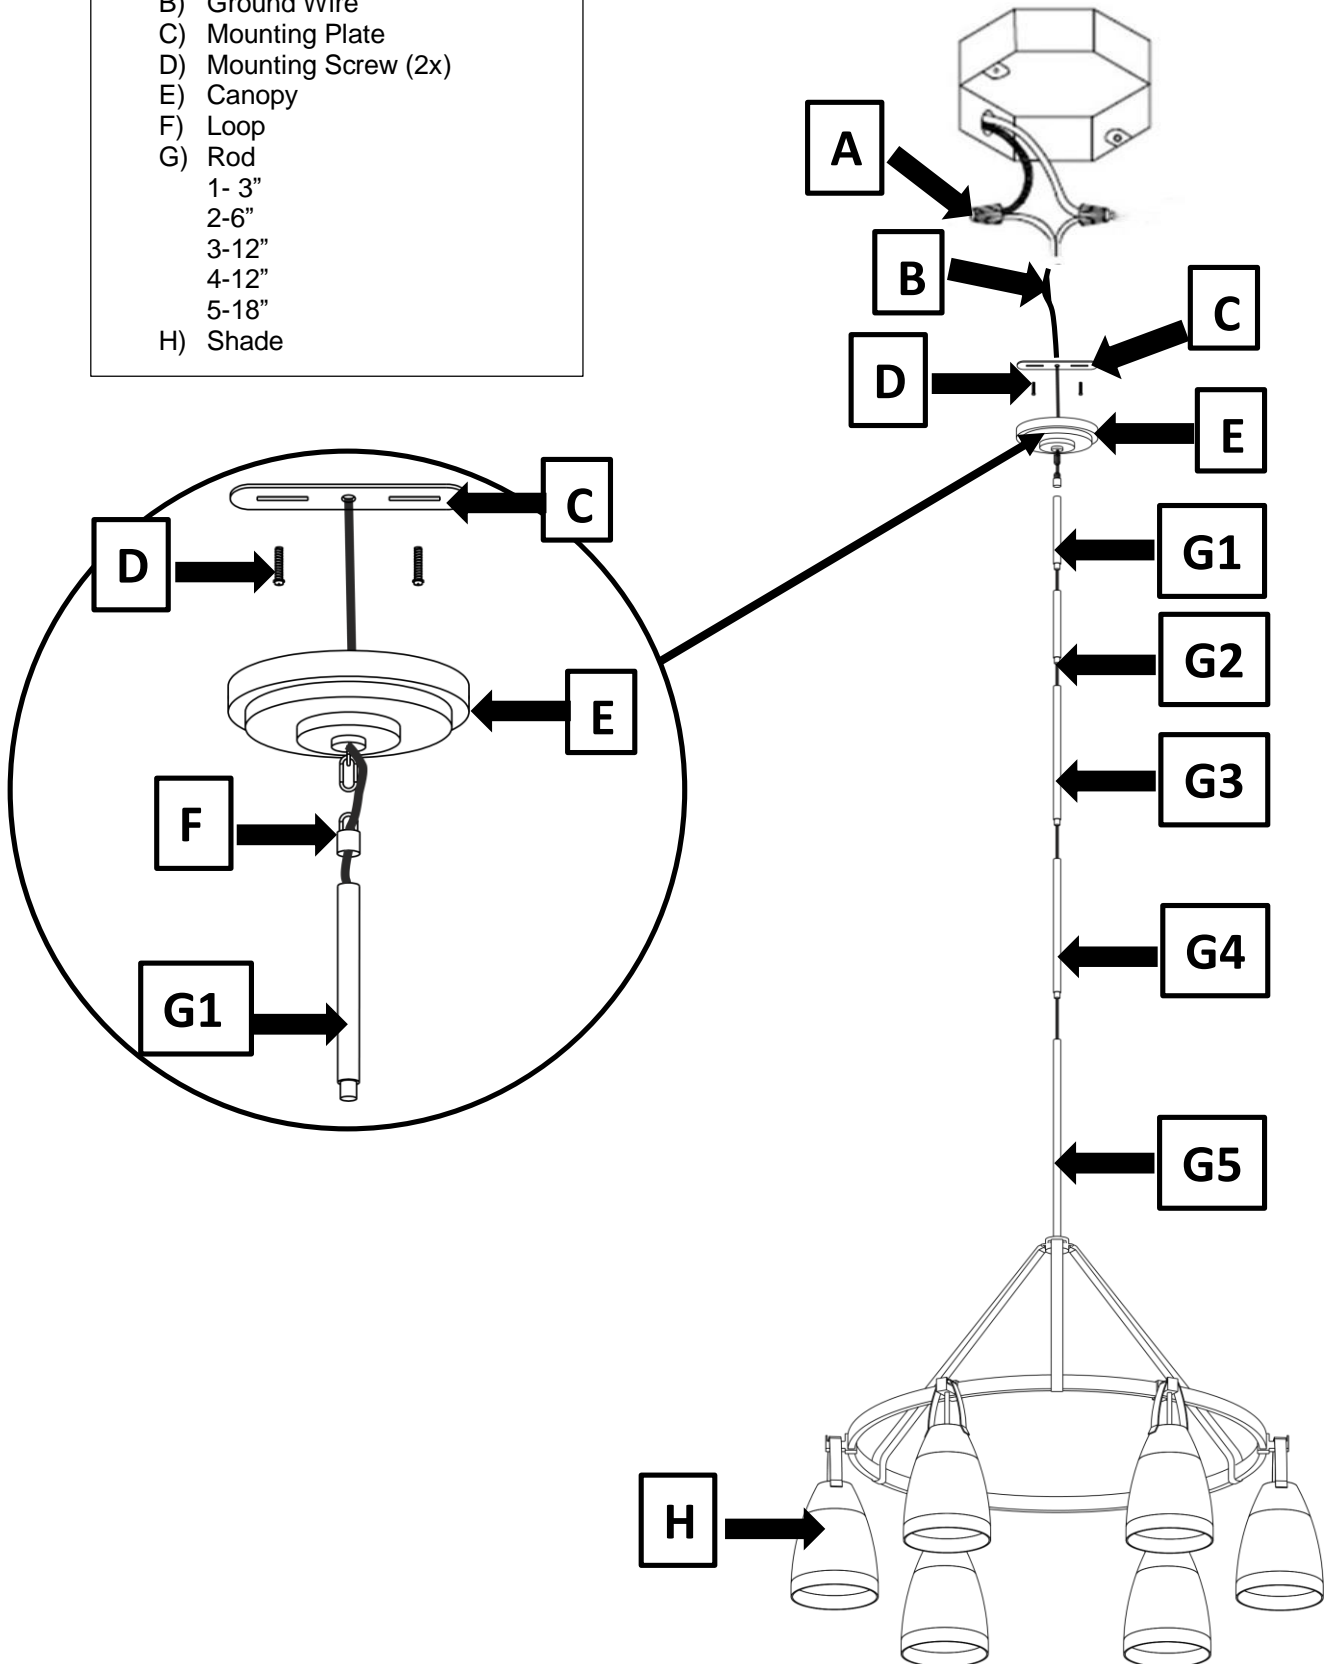 B) Ground Wire
C) Mounting Plate
D) Mounting Screw (2x)
E) Canopy
F) Loop
G) Rod
1- 3”
2-6”
3-12”
4-12”
5-18”
H) Shade
A
B
C
D
E
G1
G2
G3
G4
G5
H
C
D
E
F
G1